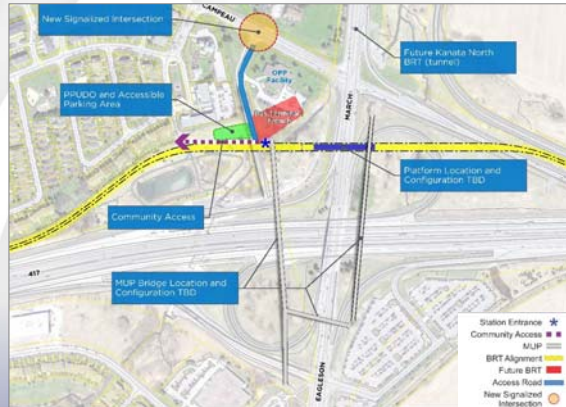 CAMPEAU
New Signalized Intersection
Future Kanata North
BRT (tunnel)
OPP
Facility
PPUDO and Accessible
Parking Area
MARCH
Platform Location and
Configuration TBD
Community Access
MUP Bridge Location and
Configuration TBD
417
EAGLESON
Station Entrance
Community Access
MUP
BRT Alignment
Future BRT
Access Road
New Signalized
Intersection